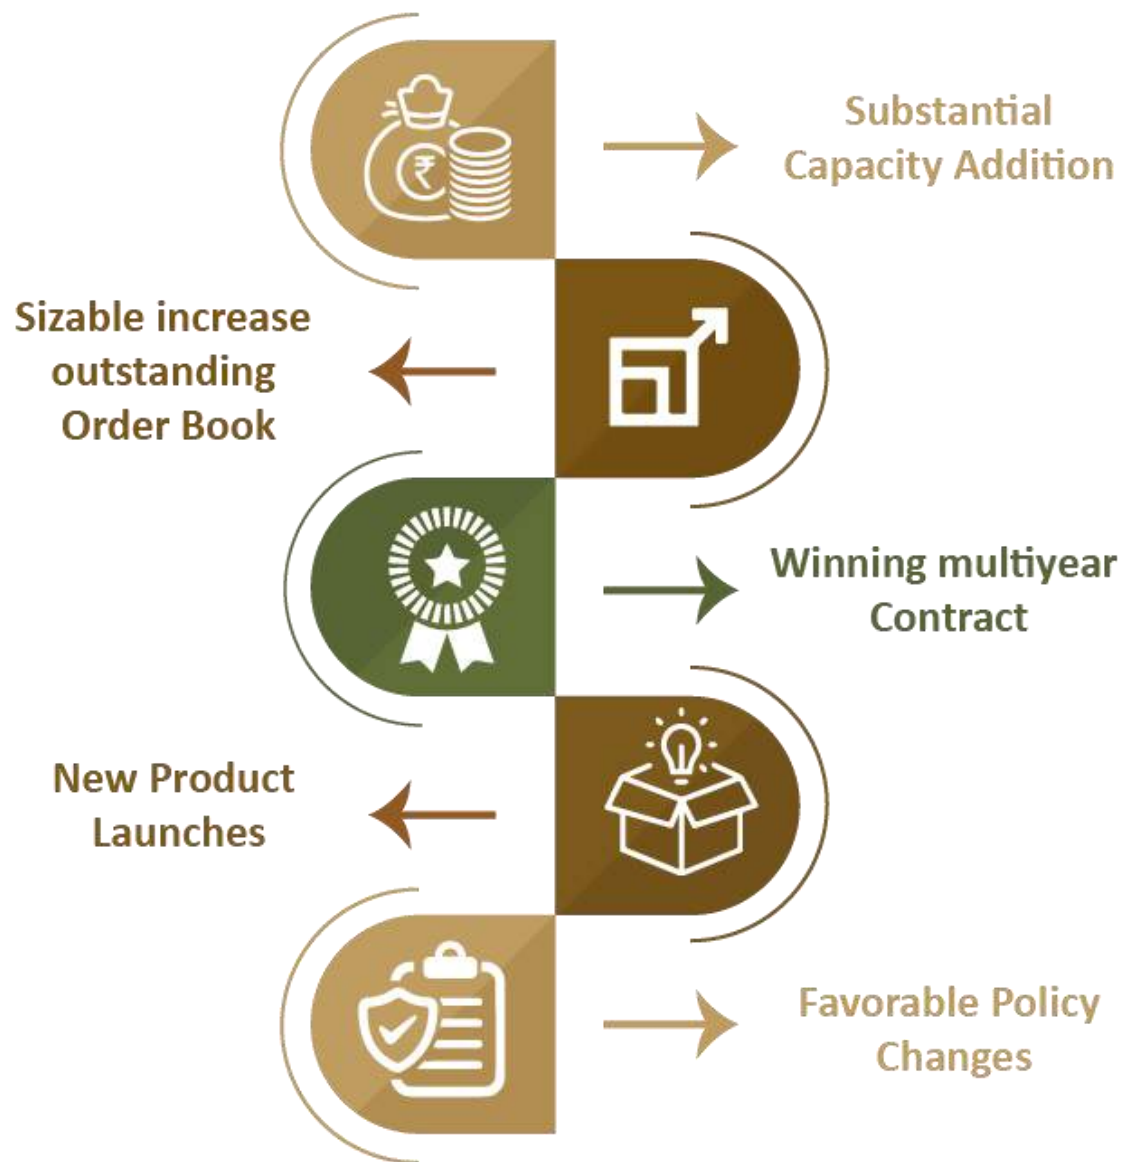 Substantial
Capacity Addition
Sizable increase
outstanding
Order Book
Winning multiyear
Contract
New Product
Launches
Favorable Policy
Changes
₹